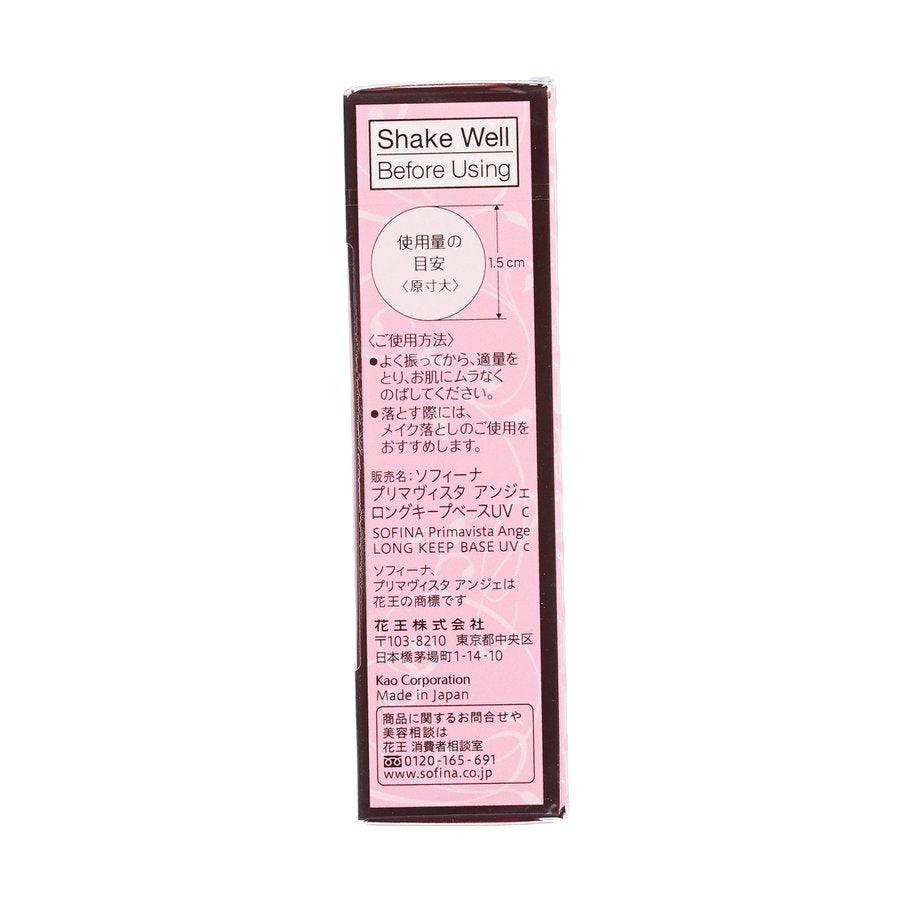 Shake Well
Before Using
使用量の
目安
〈原寸大〉
1.5cm
〈ご使用方法〉
●よく振ってから、適量を
とり、お肌にムラなく
のばしてください。
●落とす際には、
メイク落としのご使用を
おすすめします。
販売名：ソフィーナ
プリマヴィスタ アンジェ
ロングキープベースUV c
SOFINA Primavista Ange
LONG KEEP BASE UV c
ソフィーナ、
プリマヴィスタ アンジェは
花王の商標です
花王株式会社
〒103-8210 東京都中央区
日本橋茅場町1-14-10
Kao Corporation
Made in Japan
商品に関するお問合せや
美容相談は
花王 消費者相談室
0120-165-691
www.sofina.co.jp